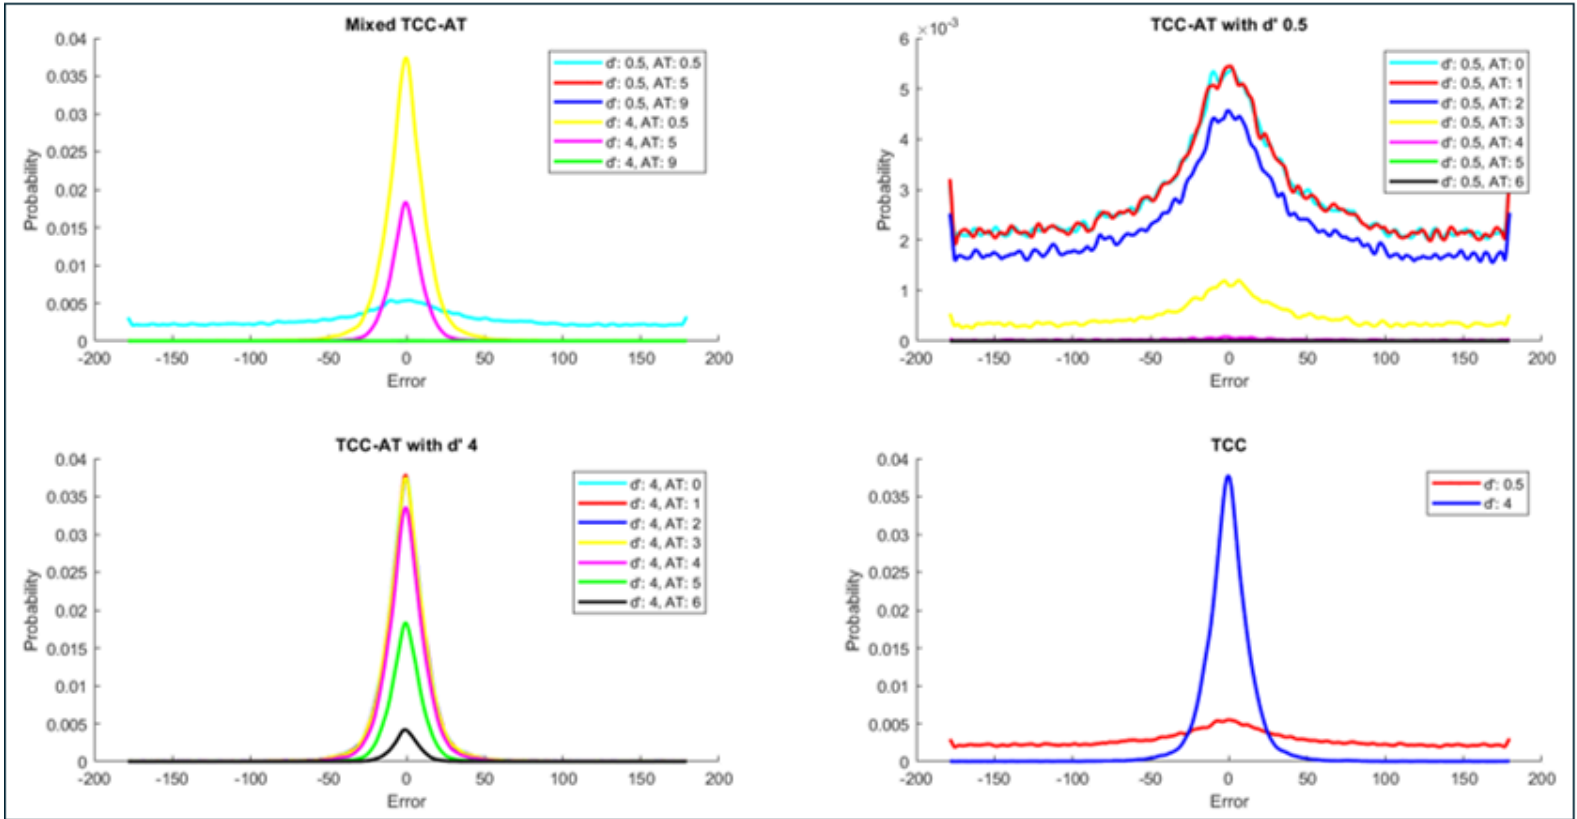 Mixed TCC-AT
0.04
0.035
0.03
0.025
0.02
0.015
0.01
0.005
0
Probability
-200 -150 -100 -50 0 50 100 150 200
Error
d': 0.5, AT: 0.5
d': 0.5, AT: 5
d': 0.5, AT: 9
d': 4, AT: 0.5
d': 4, AT: 5
d': 4, AT: 9
TCC-AT with d' 0.5
×10-3
6
5
4
3
2
1
0
Probability
-200 -150 -100 -50 0 50 100 150 200
Error
d': 0.5, AT: 0
d': 0.5, AT: 1
d': 0.5, AT: 2
d': 0.5, AT: 3
d': 0.5, AT: 4
d': 0.5, AT: 5
d': 0.5, AT: 6
TCC-AT with d' 4
0.04
0.035
0.03
0.025
0.02
0.015
0.01
0.005
0
Probability
-200 -150 -100 -50 0 50 100 150 200
Error
d': 4, AT: 0
d': 4, AT: 1
d': 4, AT: 2
d': 4, AT: 3
d': 4, AT: 4
d': 4, AT: 5
d': 4, AT: 6
TCC
0.04
0.035
0.03
0.025
0.02
0.015
0.01
0.005
0
Probability
-200 -150 -100 -50 0 50 100 150 200
Error
d': 0.5
d': 4